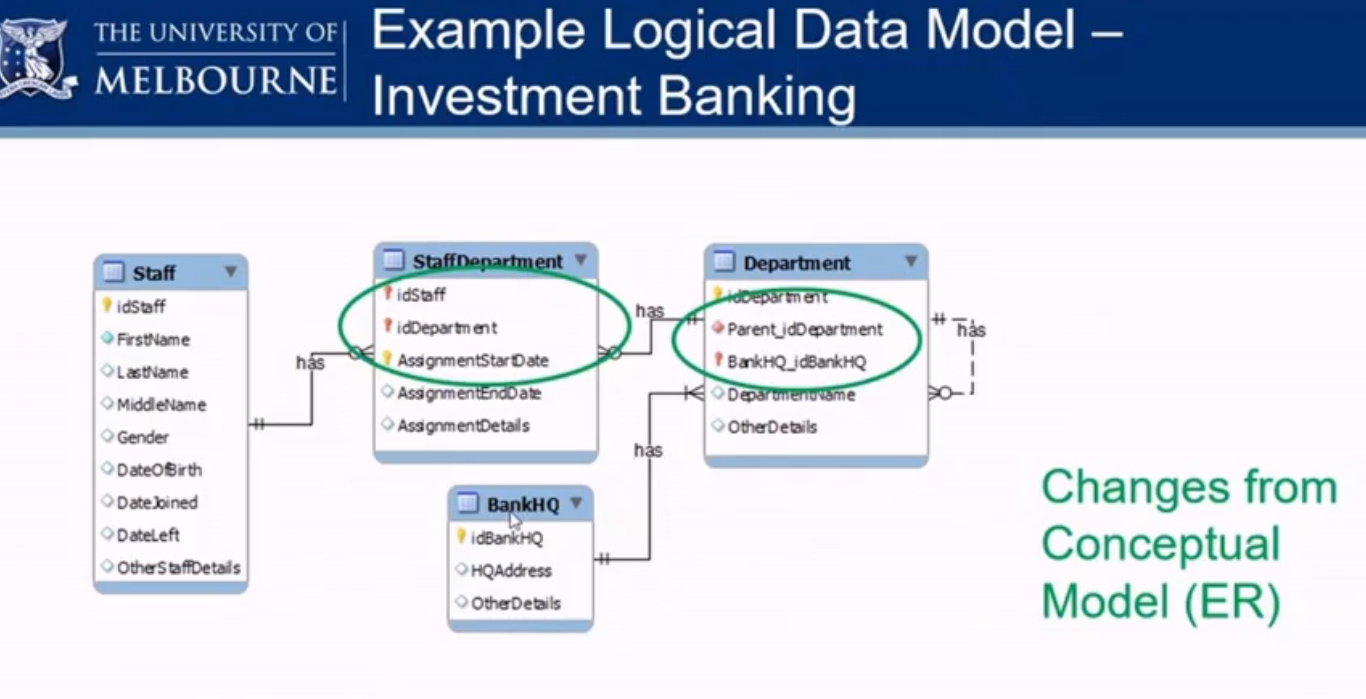 THE UNIVERSITY OF
MELBOURNE
Example Logical Data Model –
Investment Banking
Staff
idStaff
FirstName
LastName
MiddleName
Gender
DateOfBirth
DateJoined
DateLeft
OtherStaffDetails
has
StaffDepartment
idStaff
idDepartment
AssignmentStartDate
AssignmentEndDate
AssignmentDetails
has
Department
idDepartment
Parent_idDepartment
BankHQ_idBankHQ
DepartmentName
OtherDetails
has
has
BankHQ
idBankHQ
HQAddress
OtherDetails
Changes from
Conceptual
Model (ER)